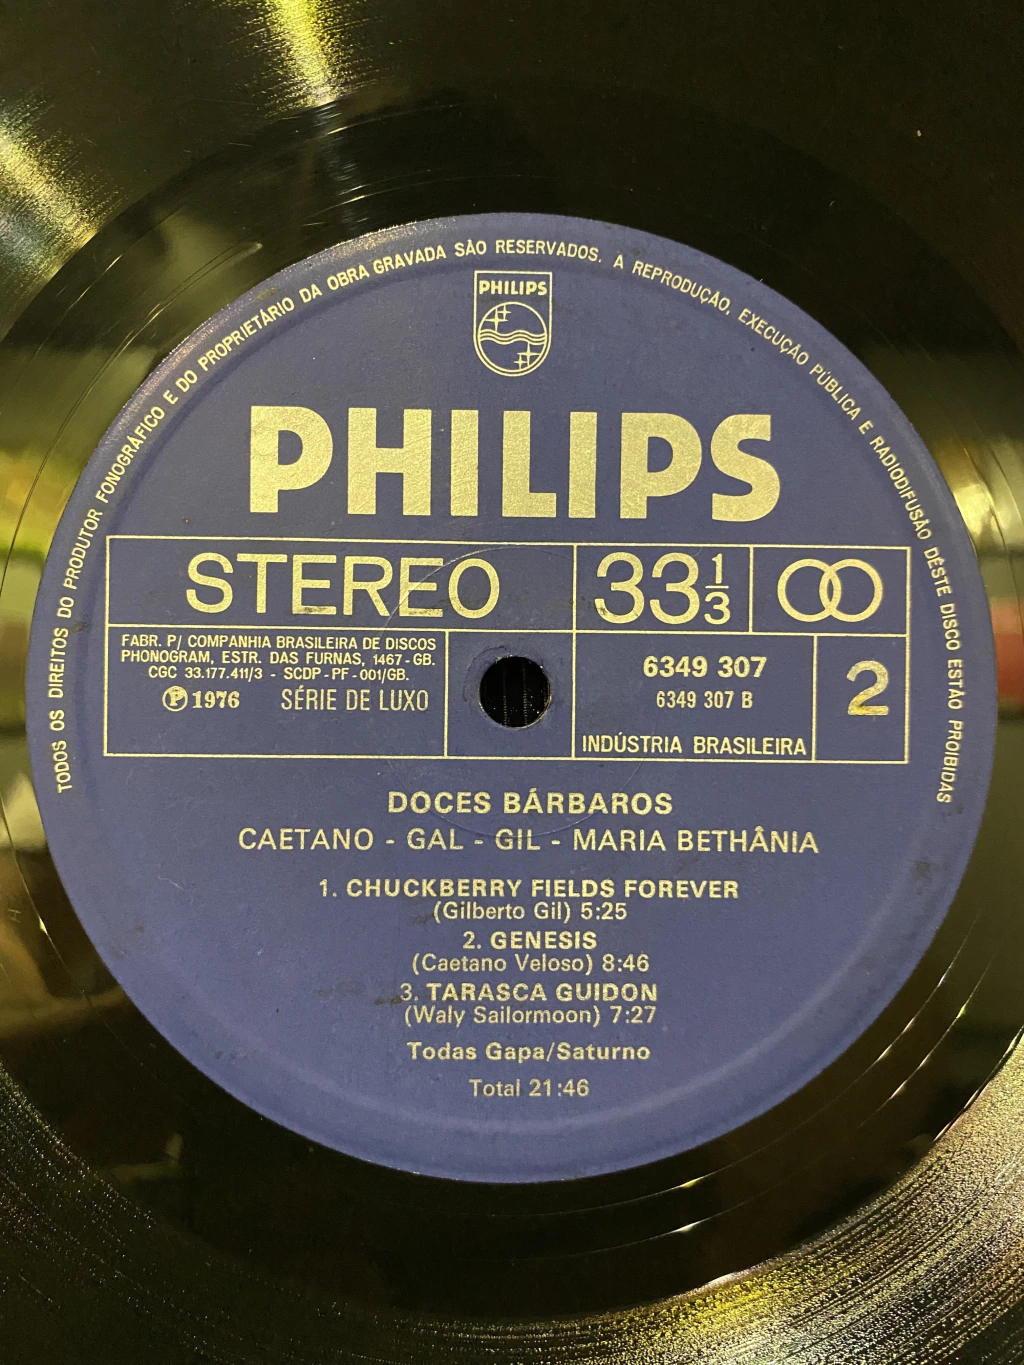 TODOS OS DIREITOS DO PRODUTOR FONOGRÁFICO E DO PROPRIETÁRIO DA OBRA GRAVADA SÃO RESERVADOS. A REPRODUÇÃO, EXECUÇÃO PÚBLICA E RADIODIFUSÃO DÊSTE DISCO ESTÃO PROIBIDAS
PHILIPS
PHILIPS
STEREO
33 1/3
FABR. P/ COMPANHIA BRASILEIRA DE DISCOS
PHONOGRAM, ESTR. DAS FURNAS, 1467 - GB.
CGC 33.177.411/3 - SCDP - PF - 001/GB.
Ⓟ 1976 SÉRIE DE LUXO
6349 307
6349 307 B
INDÚSTRIA BRASILEIRA
2
DOCES BÁRBAROS
CAETANO - GAL - GIL - MARIA BETHÂNIA
1. CHUCKBERRY FIELDS FOREVER
(Gilberto Gil) 5:25
2. GENESIS
(Caetano Veloso) 8:46
3. TARASCA GUIDON
(Waly Sailormoon) 7:27
Todas Gapa/Saturno
Total 21:46